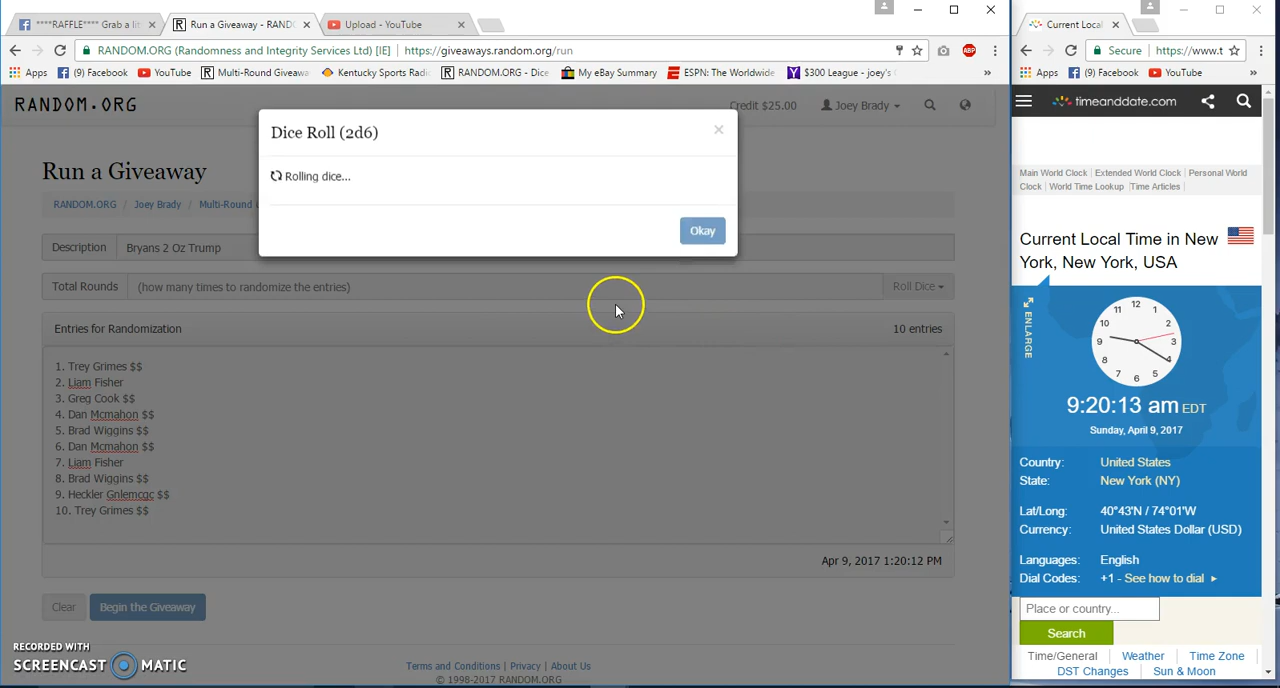 ****RAFFLE**** Grab a lit
Run a Giveaway - RANDO
Upload - YouTube
RANDOM.ORG (Randomness and Integrity Services Ltd) [IE] https://giveaways.random.org/run
Apps (9) Facebook YouTube Multi-Round Giveawa Kentucky Sports Radi RANDOM.ORG - Dice My eBay Summary ESPN: The Worldwide $300 League - joey's
RANDOM.ORG
Credit $25.00 Joey Brady
Dice Roll (2d6)
Rolling dice...
Okay
Run a Giveaway
RANDOM.ORG Joey Brady Multi-Round
Description Bryans 2 Oz Trump
Total Rounds (how many times to randomize the entries) Roll Dice
Entries for Randomization 10 entries
1. Trey Grimes $$
2. Liam Fisher
3. Greg Cook $$
4. Dan Mcmahon $$
5. Brad Wiggins $$
6. Dan Mcmahon $$
7. Liam Fisher
8. Brad Wiggins $$
9. Heckler Gnlemcgc $$
10. Trey Grimes $$
Apr 9, 2017 1:20:12 PM
Clear Begin the Giveaway
Terms and Conditions | Privacy | About Us
© 1998-2017 RANDOM.ORG
RECORDED WITH
SCREENCAST MATIC
Current Local
Secure https://www.t
Apps (9) Facebook YouTube
timeanddate.com
Main World Clock | Extended World Clock | Personal World
Clock | World Time Lookup | Time Articles |
Current Local Time in New
York, New York, USA
ENLARGE
12
11 1
10 2
9 3
8 4
7 5
6
9:20:13 am EDT
Sunday, April 9, 2017
Country: United States
State: New York (NY)
Lat/Long: 40°43'N / 74°01'W
Currency: United States Dollar (USD)
Languages: English
Dial Codes: +1 - See how to dial
Place or country...
Search
Time/General Weather Time Zone
DST Changes Sun & Moon